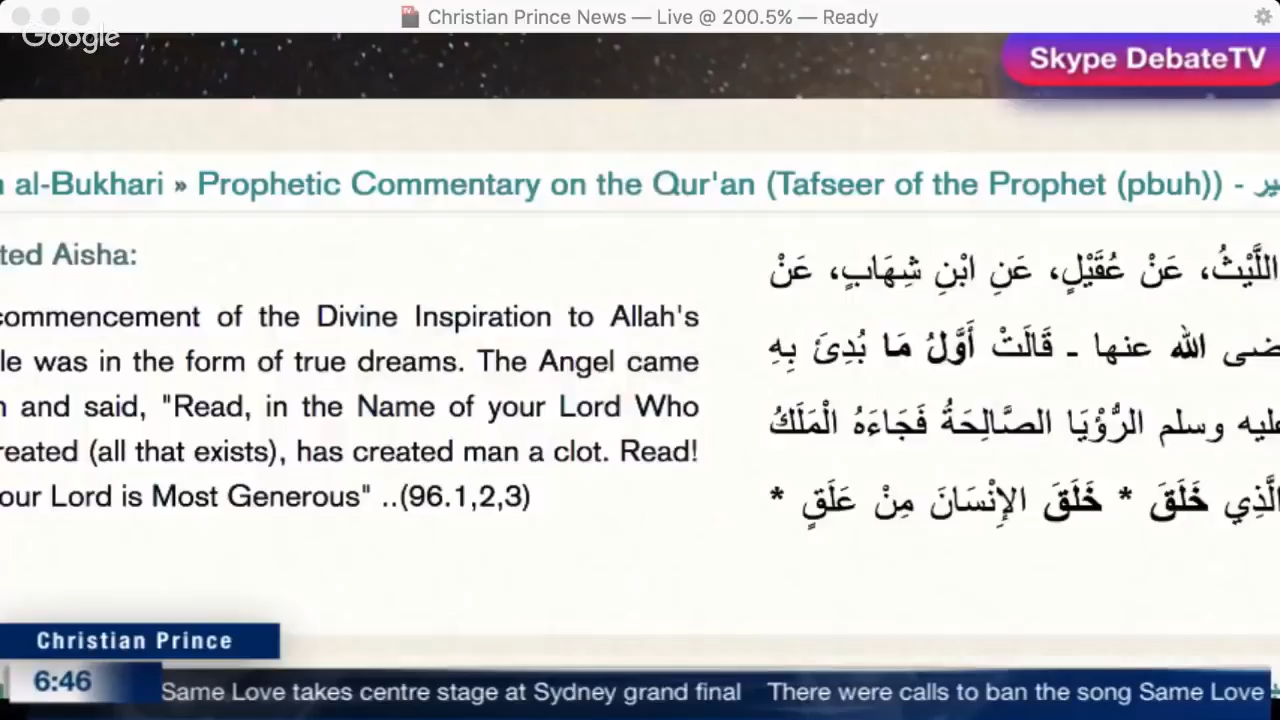 Christian Prince News — Live @ 200.5% — Ready
Google
Skype DebateTV
al-Bukhari » Prophetic Commentary on the Qur'an (Tafseer of the Prophet (pbuh)) -
ted Aisha:
commencement of the Divine Inspiration to Allah's
le was in the form of true dreams. The Angel came
and said, "Read, in the Name of your Lord Who
reated (all that exists), has created man a clot. Read!
our Lord is Most Generous" ..(96.1,2,3)
اللَّيْثُ، عَنْ عُقَيْلٍ، عَنِ ابْنِ شِهَابٍ، عَنْ
ضى الله عنها ـ قَالَتْ أَوَّلُ مَا بُدِئَ بِهِ
عليه وسلم الرُّؤْيَا الصَّالِحَةُ فَجَاءَهُ الْمَلَكُ
الَّذِي خَلَقَ * خَلَقَ الإِنْسَانَ مِنْ عَلَقٍ *
Christian Prince
6:46
Same Love takes centre stage at Sydney grand final There were calls to ban the song Same Love